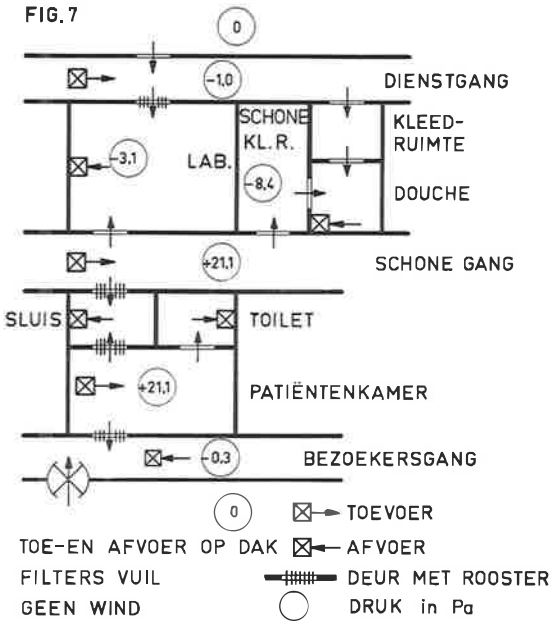 FIG.7
0
-1,0
DIENSTGANG
SCHONE
KL.R.
KLEED-
RUIMTE
-3,1
LAB.
-8,4
DOUCHE
+21,1
SCHONE GANG
SLUIS
TOILET
+21,1
PATIËNTENKAMER
-0,3
BEZOEKERSGANG
0
TOEVOER
TOE-EN AFVOER OP DAK
AFVOER
FILTERS VUIL
DEUR MET ROOSTER
GEEN WIND
DRUK in Pa